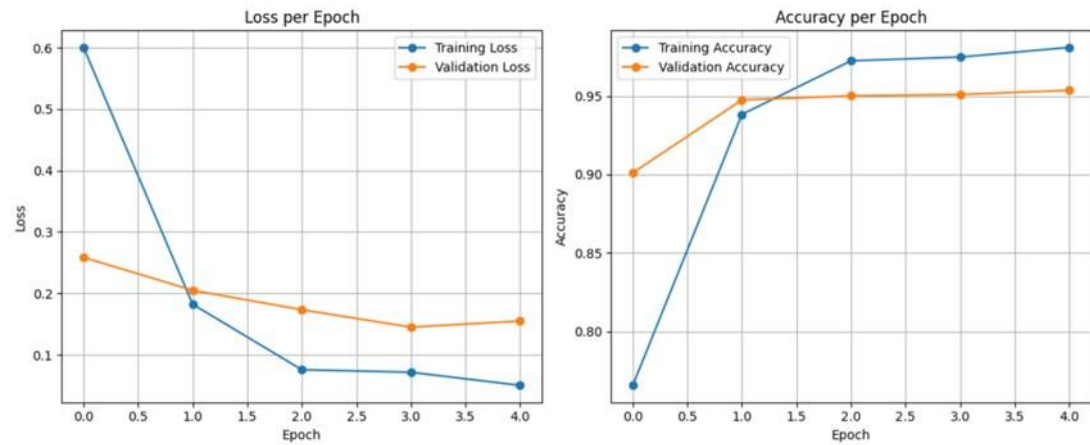 Loss per Epoch
Training Loss
Validation Loss
Loss
0.6
0.5
0.4
0.3
0.2
0.1
0.0 0.5 1.0 1.5 2.0 2.5 3.0 3.5 4.0
Epoch
Accuracy per Epoch
Training Accuracy
Validation Accuracy
Accuracy
0.95
0.90
0.85
0.80
0.0 0.5 1.0 1.5 2.0 2.5 3.0 3.5 4.0
Epoch